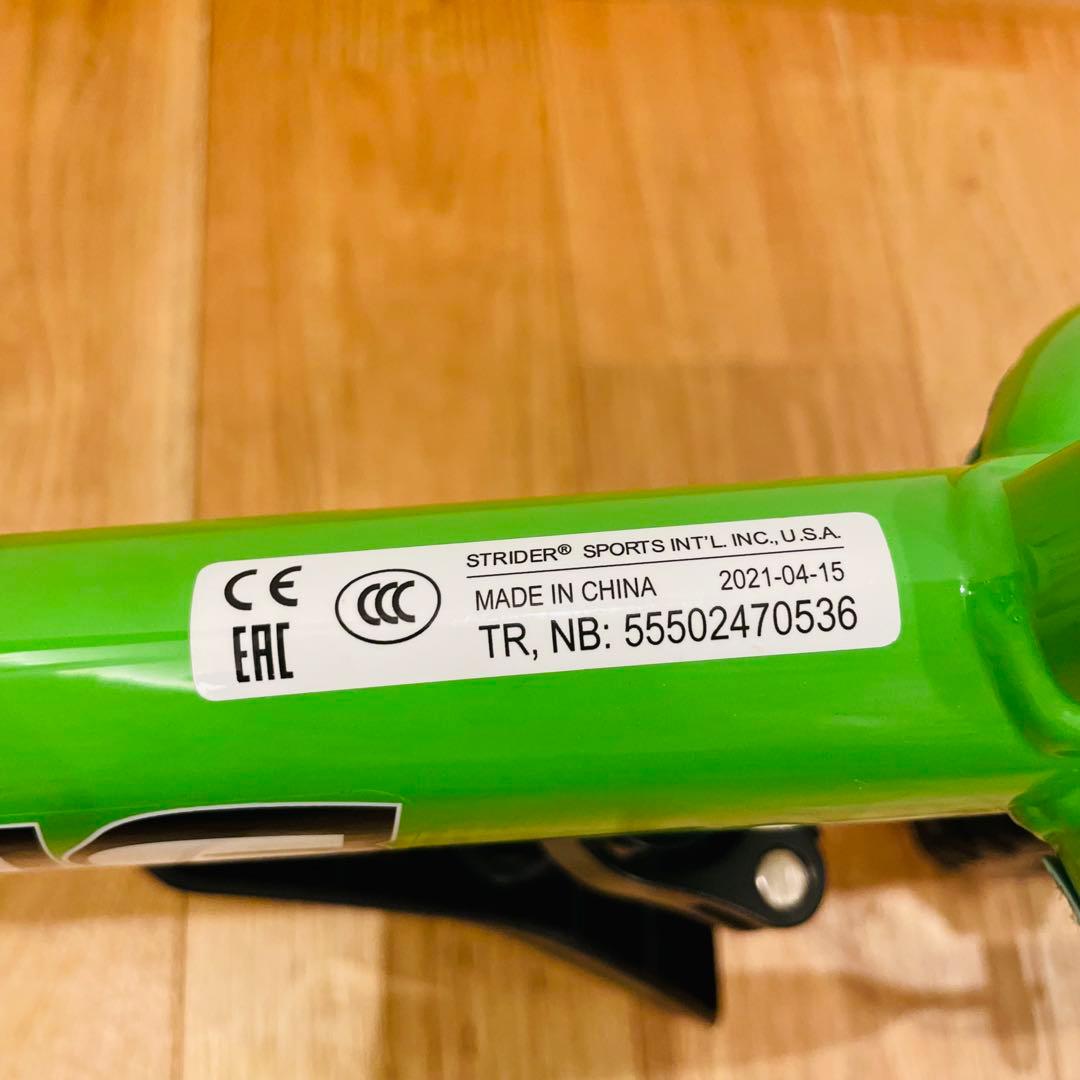 CE
EAC
CCC
STRIDER® SPORTS INT'L. INC., U.S.A.
MADE IN CHINA 2021-04-15
TR, NB: 55502470536